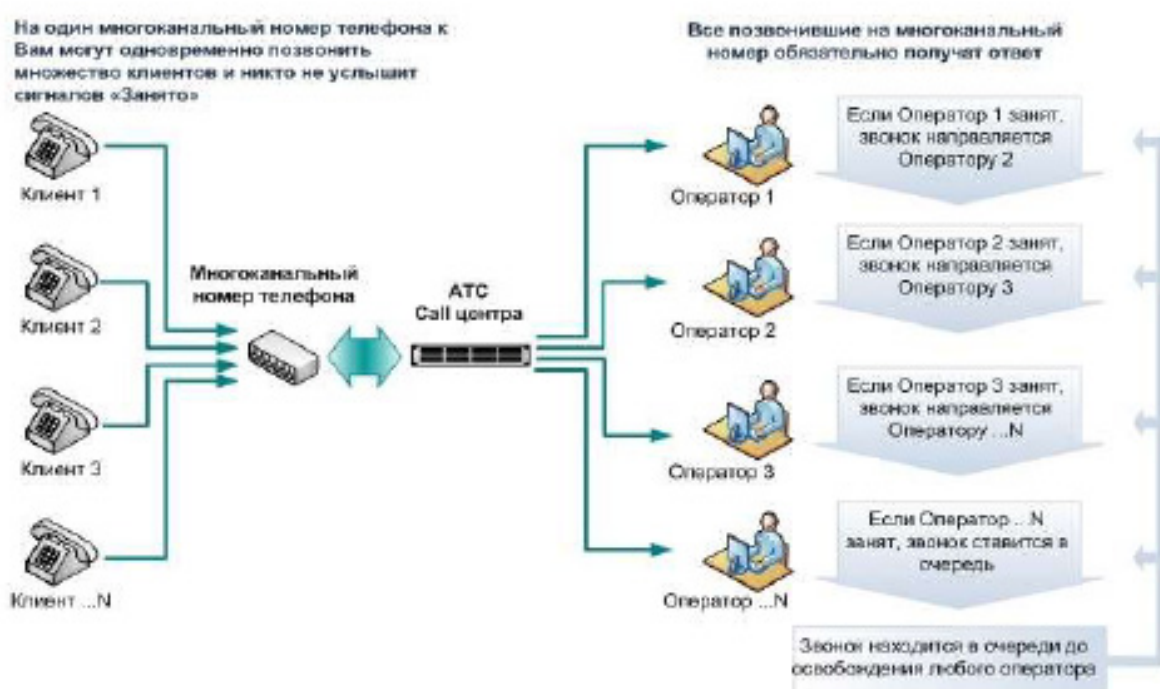 На один многоканальный номер телефона к
Вам могут одновременно позвонить
множество клиентов и никто не услышит
сигналов «Занято»
Все позвонившие на многоканальный
номер обязательно получат ответ
Клиент 1
Клиент 2
Клиент 3
Клиент ...N
Многоканальный
номер телефона
АТС
Call центра
Оператор 1
Оператор 2
Оператор 3
Оператор ...N
Если Оператор 1 занят,
звонок направляется
Оператору 2
Если Оператор 2 занят,
звонок направляется
Оператору 3
Если Оператор 3 занят,
звонок направляется
Оператору ...N
Если Оператор ...N
занят, звонок ставится в
очередь
Звонок находится в очереди до
освобождения любого оператора